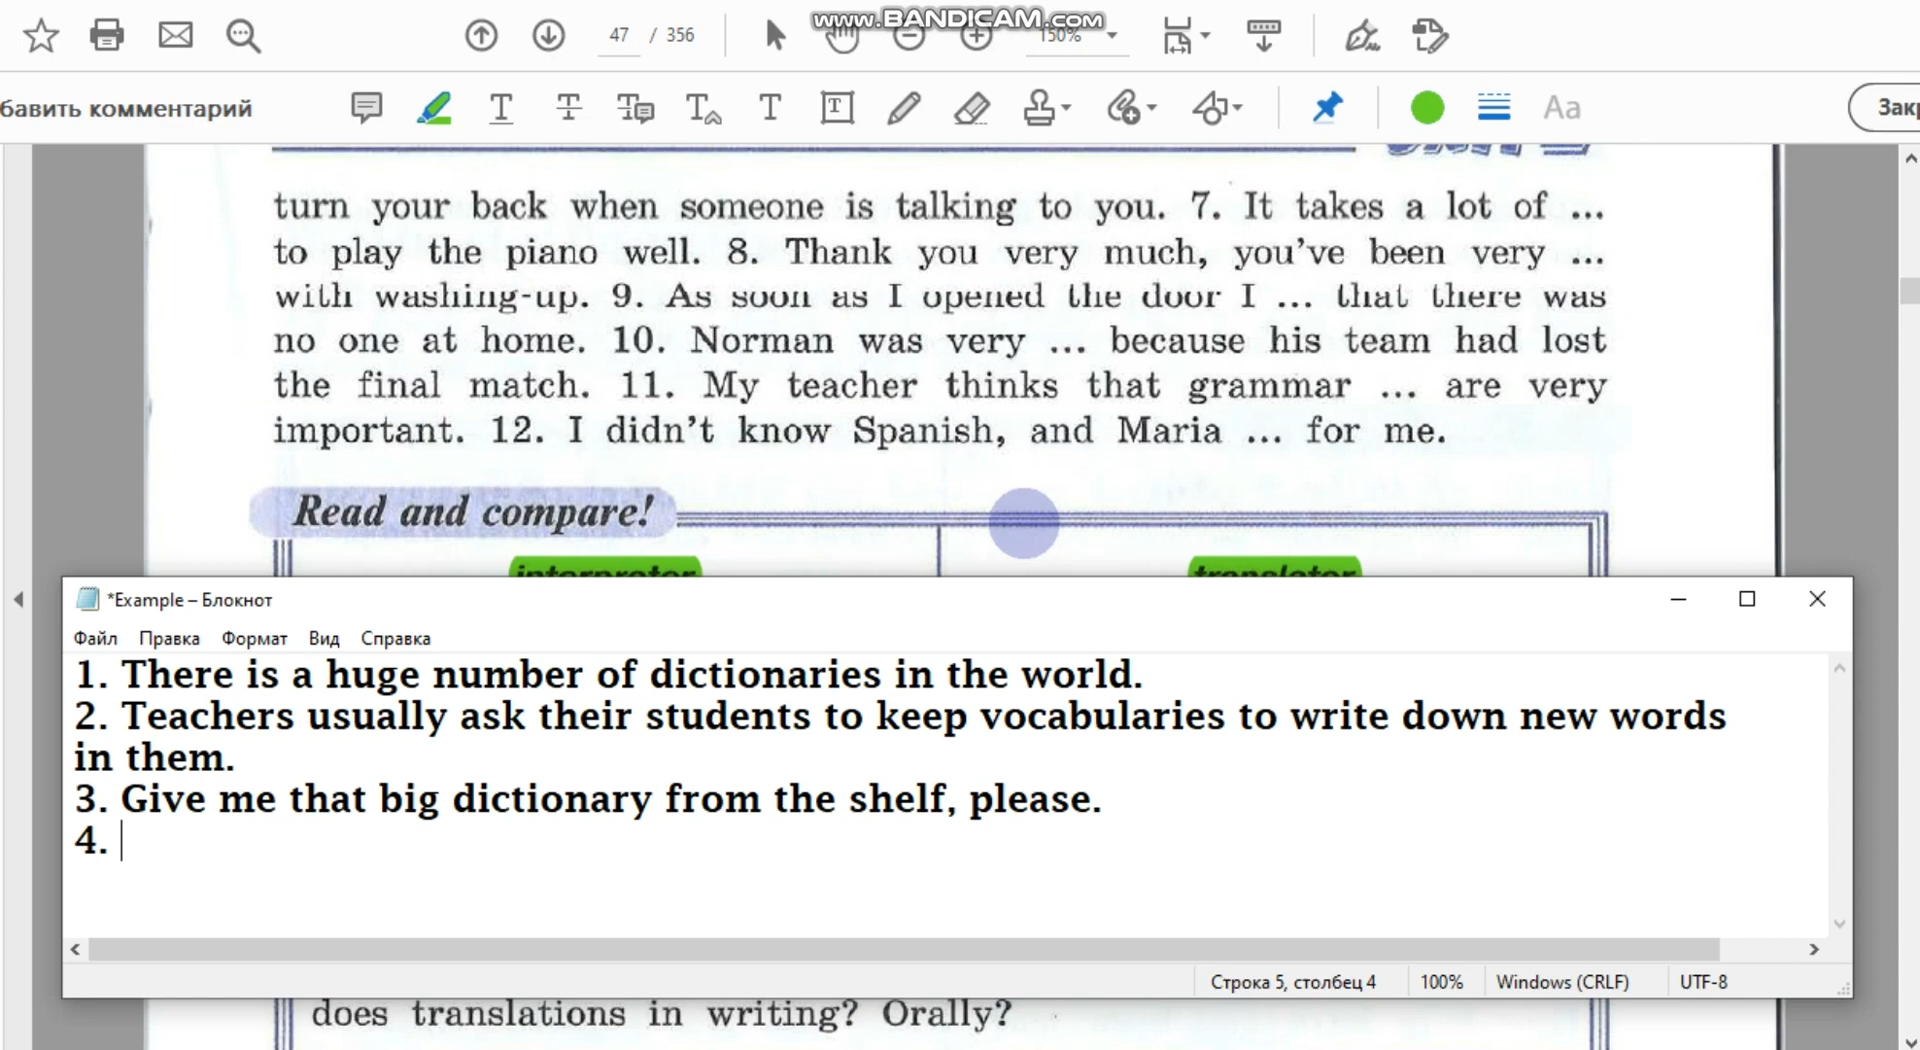 www.BANDICAM.com
47 / 356
150%
бавить комментарий
Aa
turn your back when someone is talking to you. 7. It takes a lot of ...
to play the piano well. 8. Thank you very much, you've been very ...
with washing-up. 9. As soon as I opened the door I ... that there was
no one at home. 10. Norman was very ... because his team had lost
the final match. 11. My teacher thinks that grammar ... are very
important. 12. I didn't know Spanish, and Maria ... for me.
Read and compare!
interpreter translator
*Example – Блокнот
Файл Правка Формат Вид Справка
1. There is a huge number of dictionaries in the world.
2. Teachers usually ask their students to keep vocabularies to write down new words
in them.
3. Give me that big dictionary from the shelf, please.
4.
Строка 5, столбец 4 100% Windows (CRLF) UTF-8
does translations in writing? Orally?